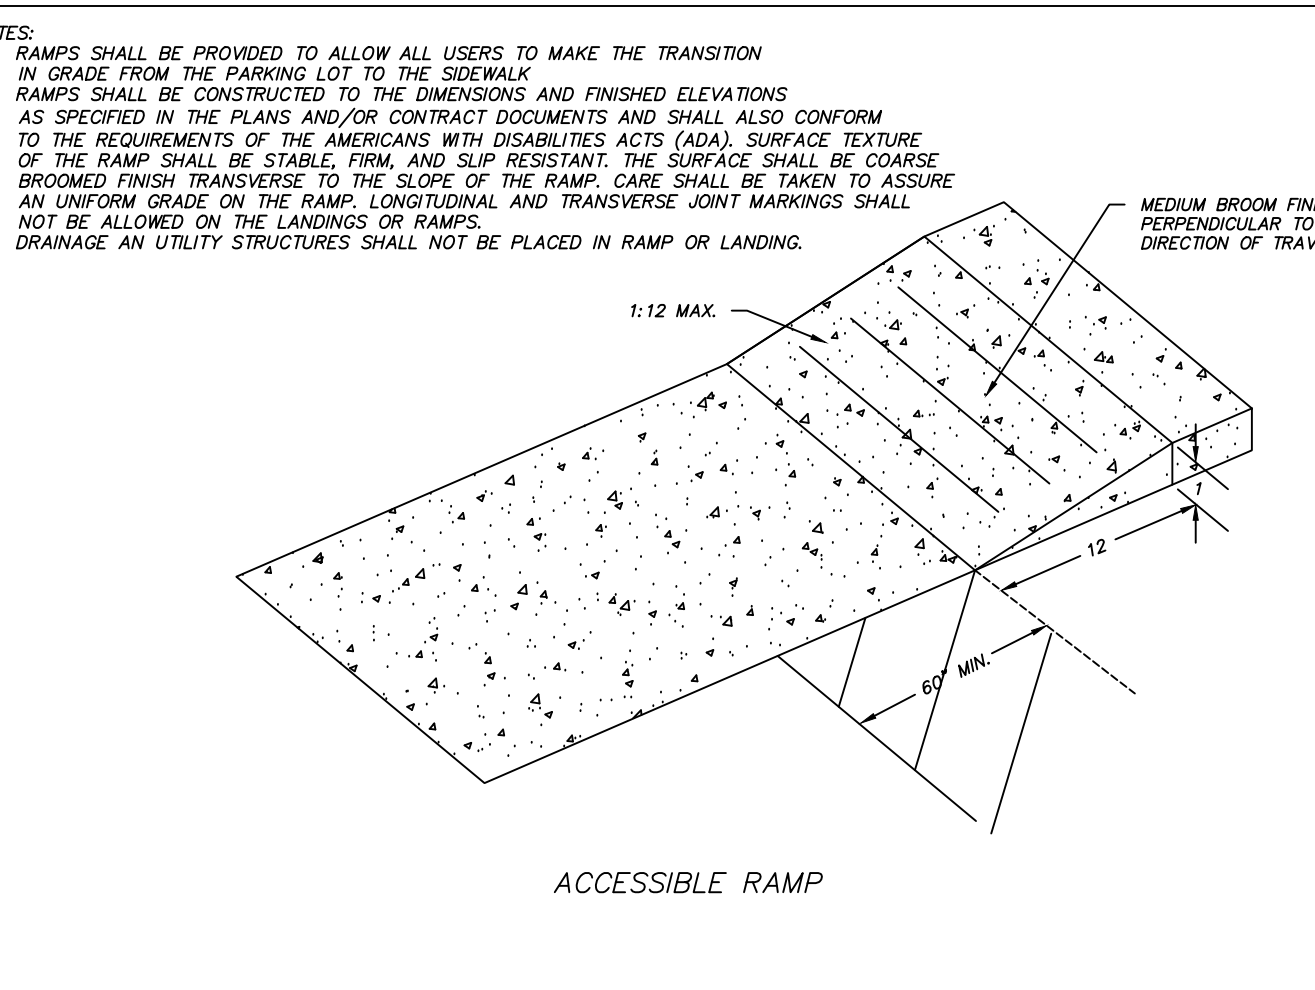 TES:
RAMPS SHALL BE PROVIDED TO ALLOW ALL USERS TO MAKE THE TRANSITION
IN GRADE FROM THE PARKING LOT TO THE SIDEWALK
RAMPS SHALL BE CONSTRUCTED TO THE DIMENSIONS AND FINISHED ELEVATIONS
AS SPECIFIED IN THE PLANS AND/OR CONTRACT DOCUMENTS AND SHALL ALSO CONFORM
TO THE REQUIREMENTS OF THE AMERICANS WITH DISABILITIES ACTS (ADA). SURFACE TEXTURE
OF THE RAMP SHALL BE STABLE, FIRM, AND SLIP RESISTANT. THE SURFACE SHALL BE COARSE
BROOMED FINISH TRANSVERSE TO THE SLOPE OF THE RAMP. CARE SHALL BE TAKEN TO ASSURE
AN UNIFORM GRADE ON THE RAMP. LONGITUDINAL AND TRANSVERSE JOINT MARKINGS SHALL
NOT BE ALLOWED ON THE LANDINGS OR RAMPS.
DRAINAGE AN UTILITY STRUCTURES SHALL NOT BE PLACED IN RAMP OR LANDING.
MEDIUM BROOM FINI
PERPENDICULAR TO
DIRECTION OF TRAV
1:12 MAX.
1
12
60" MIN.
ACCESSIBLE RAMP